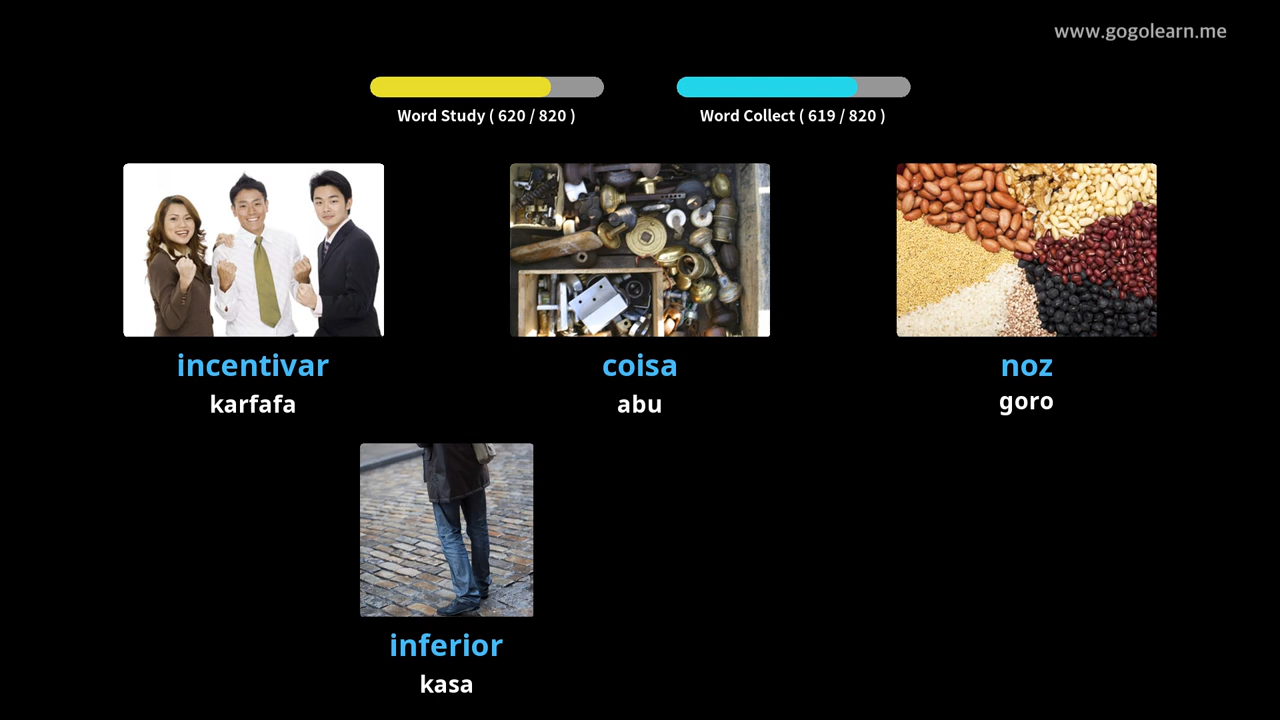 www.gogolearn.me
Word Study ( 620 / 820 )
Word Collect ( 619 / 820 )
incentivar
karfafa
coisa
abu
noz
goro
inferior
kasa